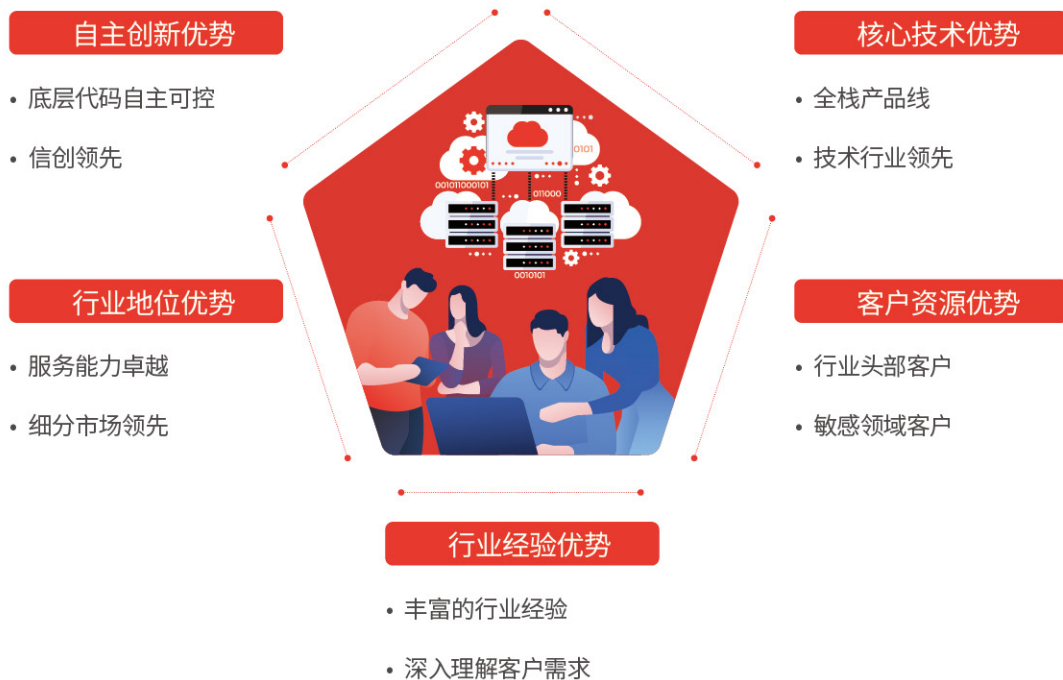 自主创新优势
• 底层代码自主可控
• 信创领先
核心技术优势
• 全栈产品线
• 技术行业领先
0101
001011000101
011000
0010101
行业地位优势
• 服务能力卓越
• 细分市场领先
客户资源优势
• 行业头部客户
• 敏感领域客户
行业经验优势
• 丰富的行业经验
• 深入理解客户需求